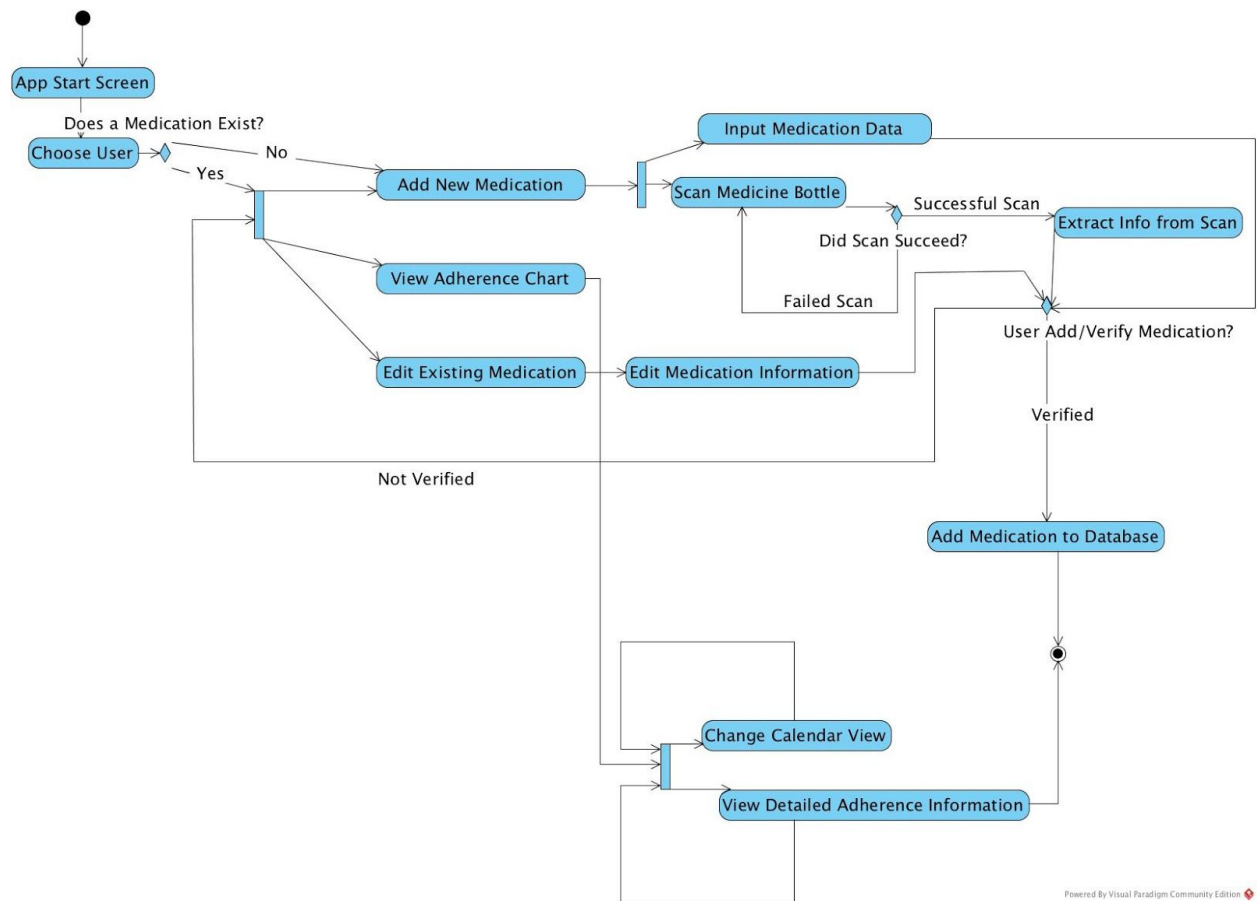 App Start Screen
Does a Medication Exist?
Choose User
No
Yes
Add New Medication
Input Medication Data
Scan Medicine Bottle
Successful Scan
Extract Info from Scan
Did Scan Succeed?
View Adherence Chart
Failed Scan
User Add/Verify Medication?
Edit Existing Medication
Edit Medication Information
Verified
Not Verified
Add Medication to Database
Change Calendar View
View Detailed Adherence Information
Powered By Visual Paradigm Community Edition